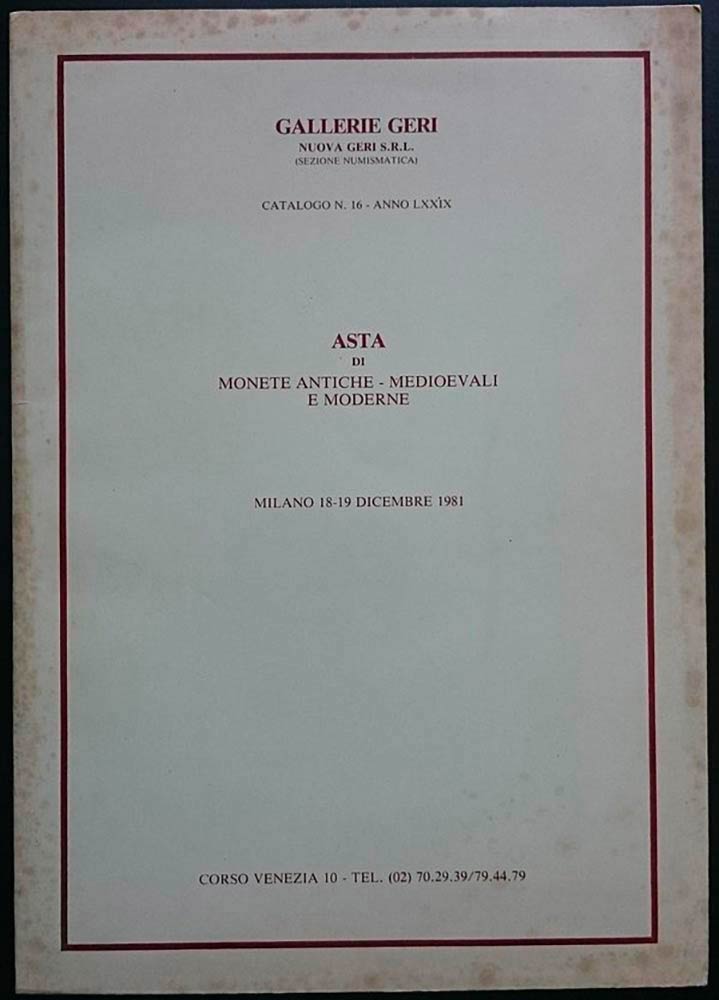 GALLERIE GERI
NUOVA GERI S.R.L.
(SEZIONE NUMISMATICA)
CATALOGO N. 16 - ANNO LXXIX
ASTA
DI
MONETE ANTICHE - MEDIOEVALI
E MODERNE
MILANO 18-19 DICEMBRE 1981
CORSO VENEZIA 10 - TEL. (02) 70.29.39/79.44.79